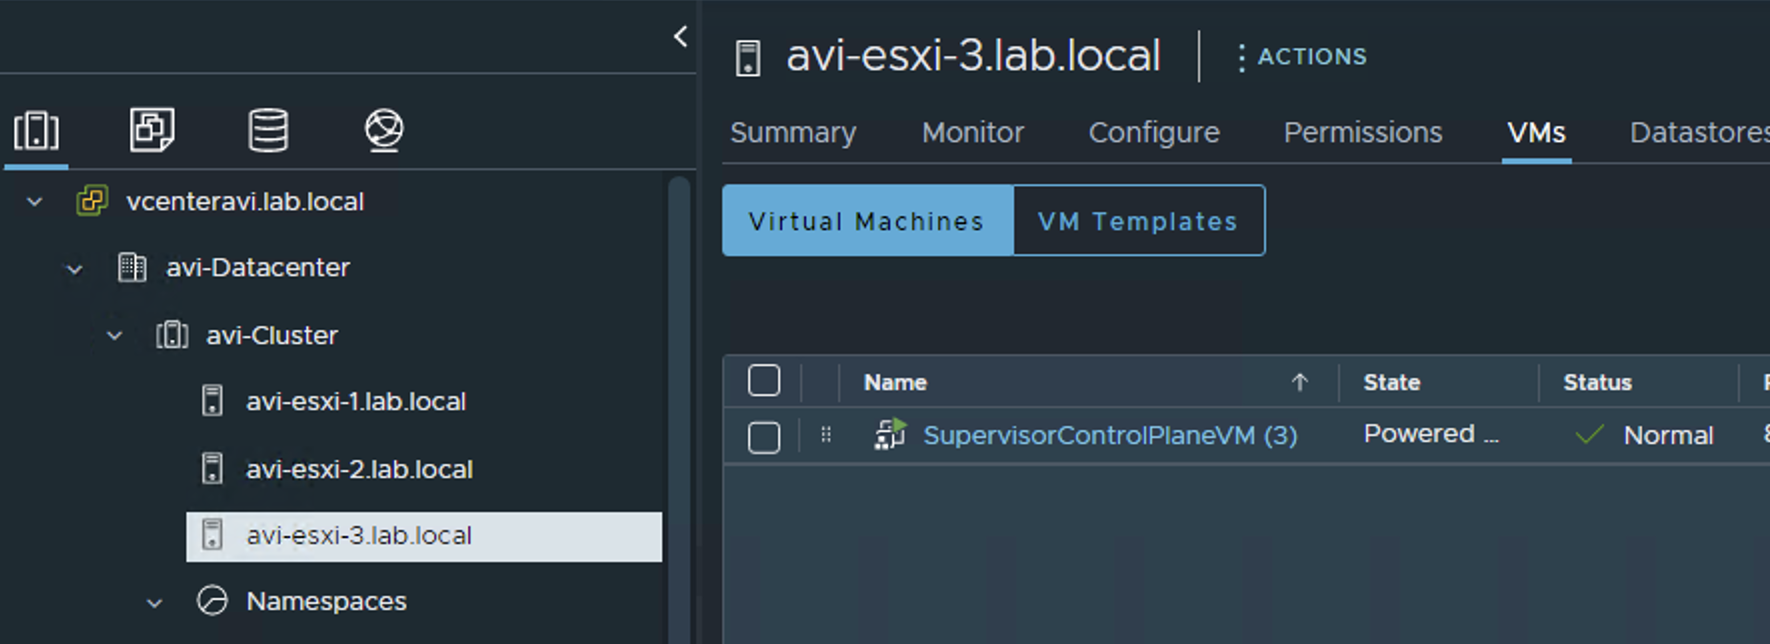 avi-esxi-3.lab.local
ACTIONS
Summary Monitor Configure Permissions VMs Datastores
vcenteravi.lab.local
Virtual Machines VM Templates
avi-Datacenter
avi-Cluster
Name State Status
avi-esxi-1.lab.local
SupervisorControlPlaneVM (3) Powered ... Normal
avi-esxi-2.lab.local
avi-esxi-3.lab.local
Namespaces